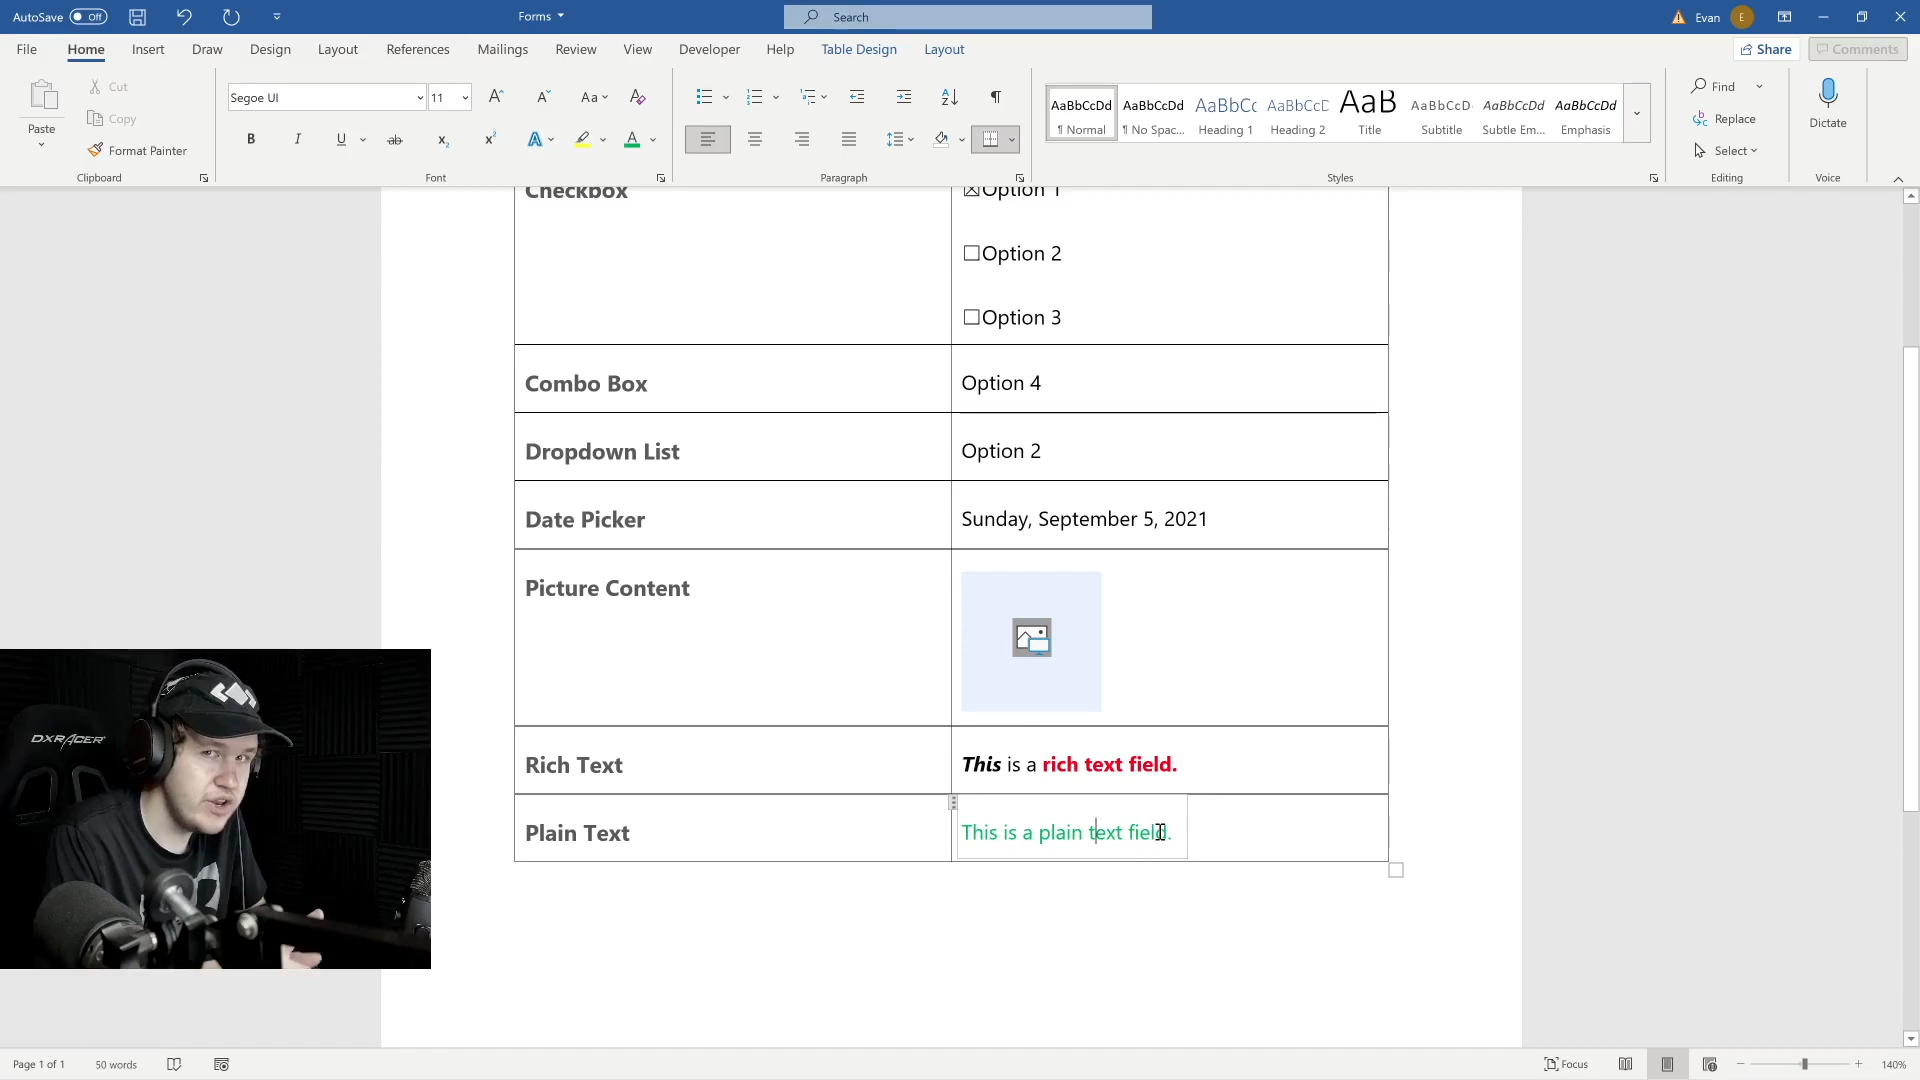 AutoSave Off Forms Search Evan E
File Home Insert Draw Design Layout References Mailings Review View Developer Help Table Design Layout Share Comments
Paste
Cut
Copy
Format Painter
Clipboard
Segoe UI 11
Font
Paragraph
AaBbCcDd AaBbCcDd AaBbCc AaBbCcD AaB AaBbCcD AaBbCcDd AaBbCcDd
¶ Normal ¶ No Spac... Heading 1 Heading 2 Title Subtitle Subtle Em... Emphasis
Styles
Find
Replace
Select
Editing
Dictate
Voice
Checkbox ☒Option 1
☐Option 2
☐Option 3
Combo Box Option 4
Dropdown List Option 2
Date Picker Sunday, September 5, 2021
Picture Content
Rich Text This is a rich text field.
Plain Text This is a plain text field.
DXRACER
Page 1 of 1 50 words Focus 140%